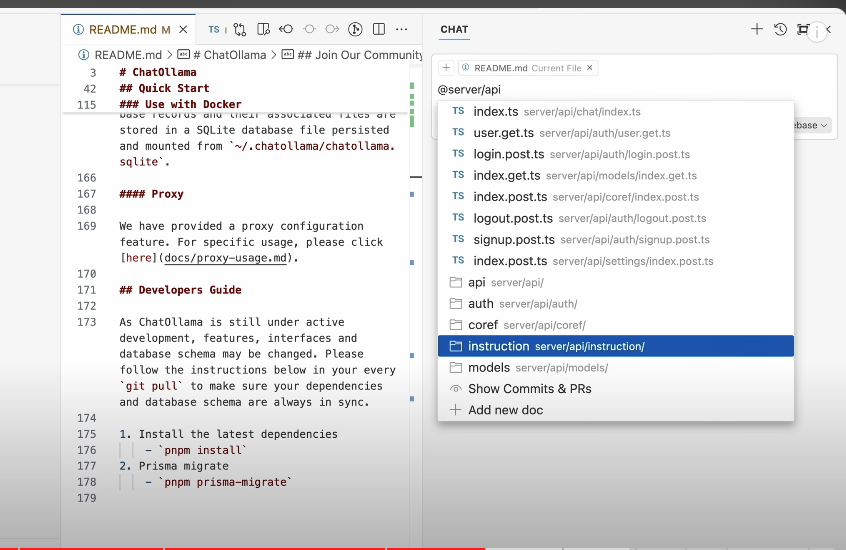 README.md M
TS
README.md > # ChatOllama > ## Join Our Community
3 # ChatOllama
42 ## Quick Start
115 ### Use with Docker
base records and their associated files are
stored in a SQLite database file persisted
and mounted from `~/.chatollama/chatollama.
sqlite`.
166
167 #### Proxy
168
169 We have provided a proxy configuration
feature. For specific usage, please click
[here](docs/proxy-usage.md).
170
171 ## Developers Guide
172
173 As ChatOllama is still under active
development, features, interfaces and
database schema may be changed. Please
follow the instructions below in your every
`git pull` to make sure your dependencies
and database schema are always in sync.
174
175 1. Install the latest dependencies
176 - `pnpm install`
177 2. Prisma migrate
178 - `pnpm prisma-migrate`
179
CHAT
README.md Current File
@server/api
TS index.ts server/api/chat/index.ts
TS user.get.ts server/api/auth/user.get.ts
TS login.post.ts server/api/auth/login.post.ts
TS index.get.ts server/api/models/index.get.ts
TS index.post.ts server/api/coref/index.post.ts
TS logout.post.ts server/api/auth/logout.post.ts
TS signup.post.ts server/api/auth/signup.post.ts
TS index.post.ts server/api/settings/index.post.ts
api server/api/
auth server/api/auth/
coref server/api/coref/
instruction server/api/instruction/
models server/api/models/
Show Commits & PRs
Add new doc
ebase